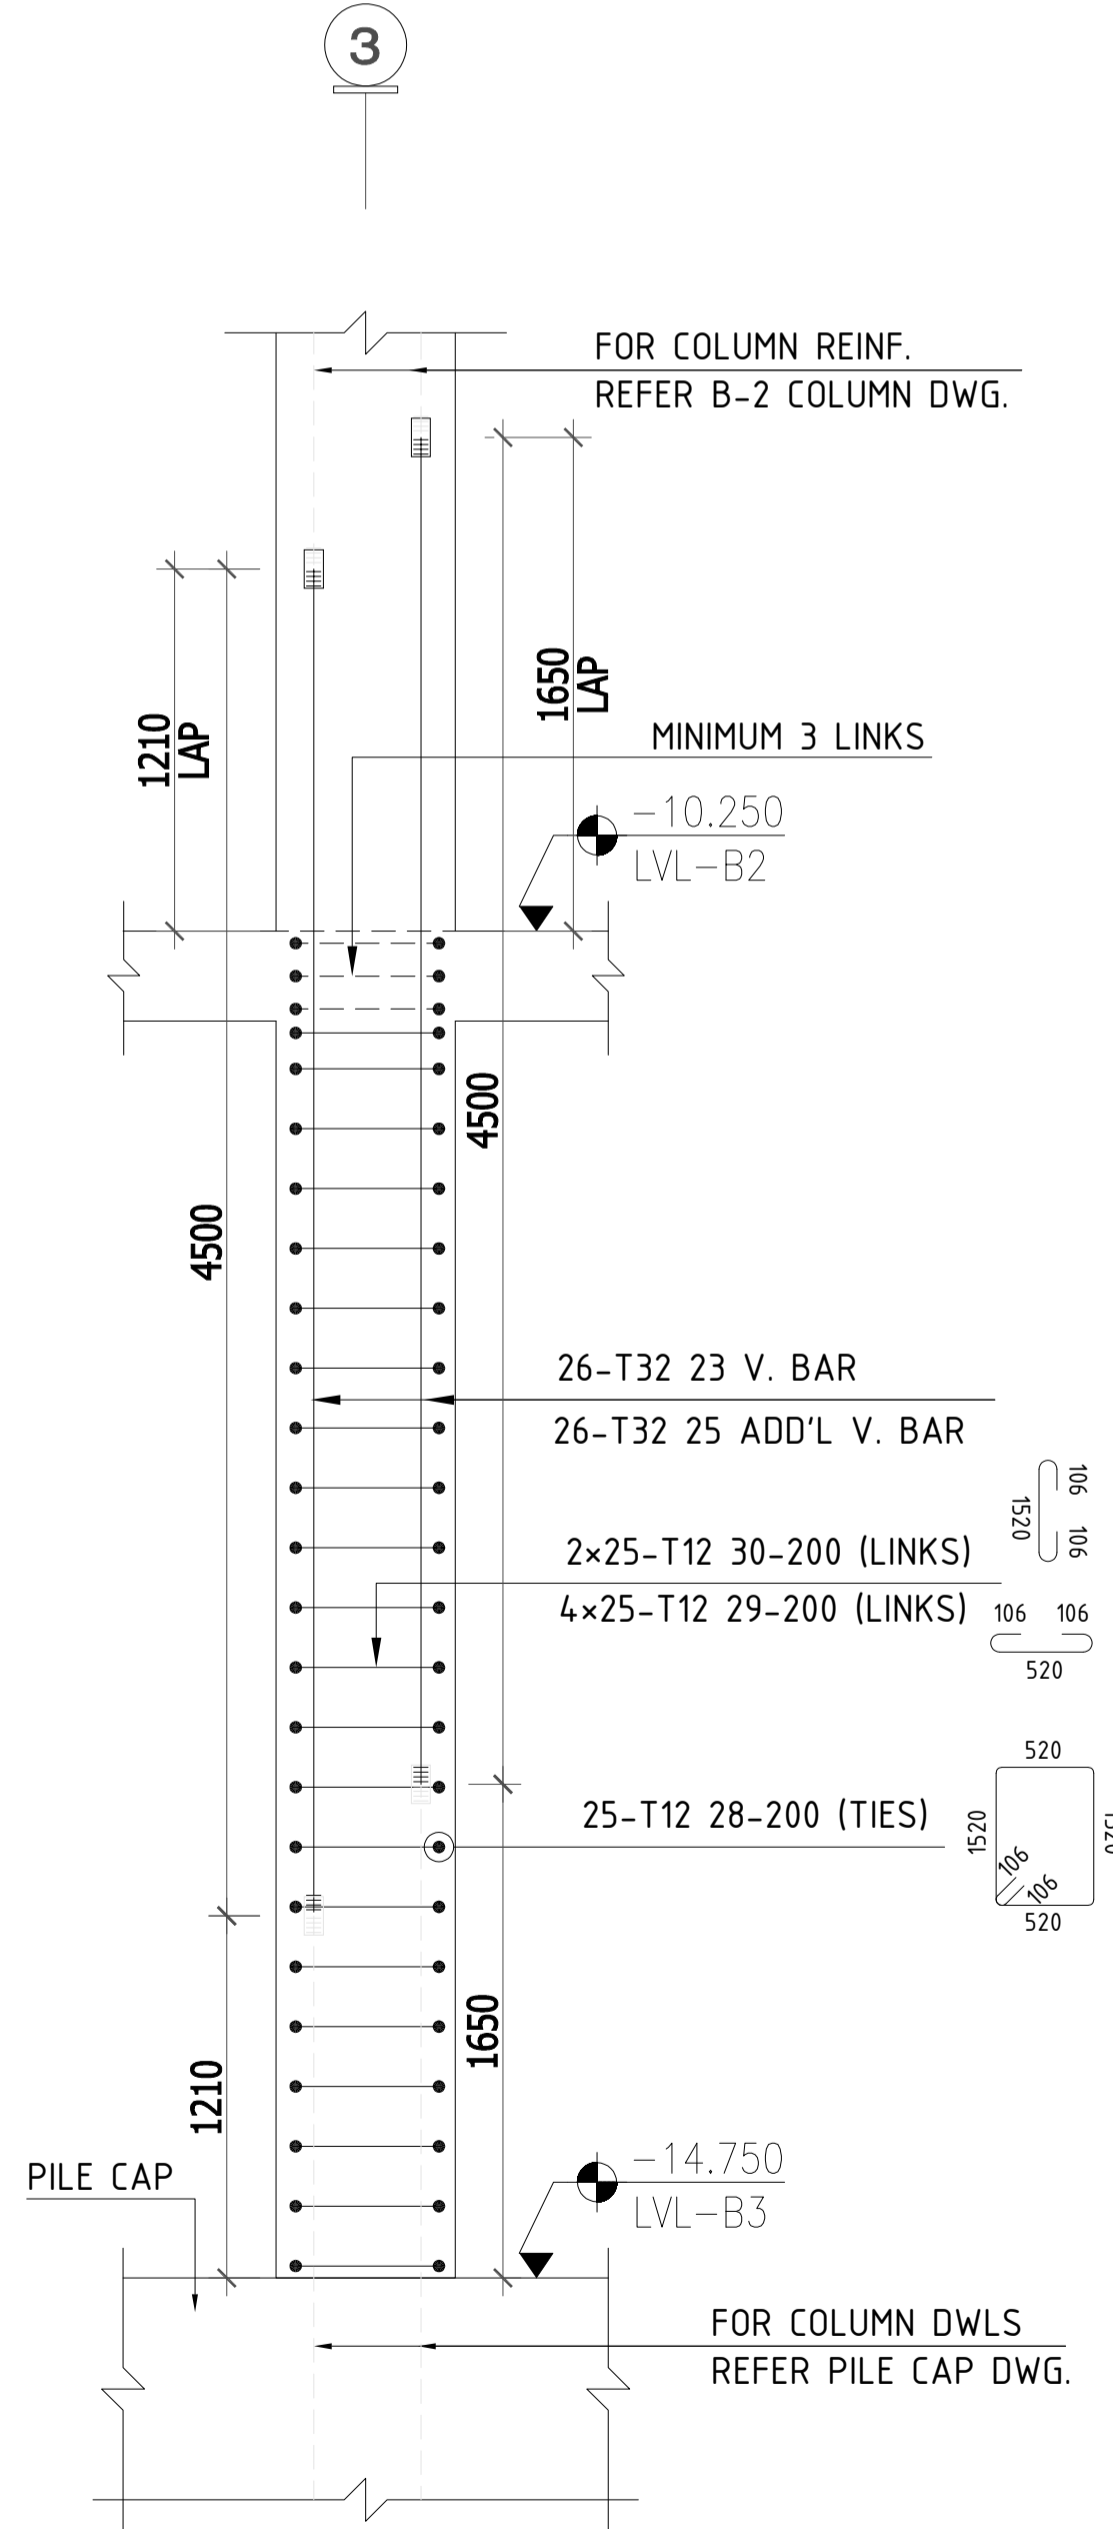 3
FOR COLUMN REINF.
REFER B-2 COLUMN DWG.
1210
LAP
1650
LAP
MINIMUM 3 LINKS
-10.250
LVL-B2
4500
4500
26-T32 23 V. BAR
26-T32 25 ADD'L V. BAR
106
1520
106
2×25-T12 30-200 (LINKS)
4×25-T12 29-200 (LINKS)
106 106
520
520
25-T12 28-200 (TIES)
1520
1520
106
106
520
1650
1210
PILE CAP
-14.750
LVL-B3
FOR COLUMN DWLS
REFER PILE CAP DWG.